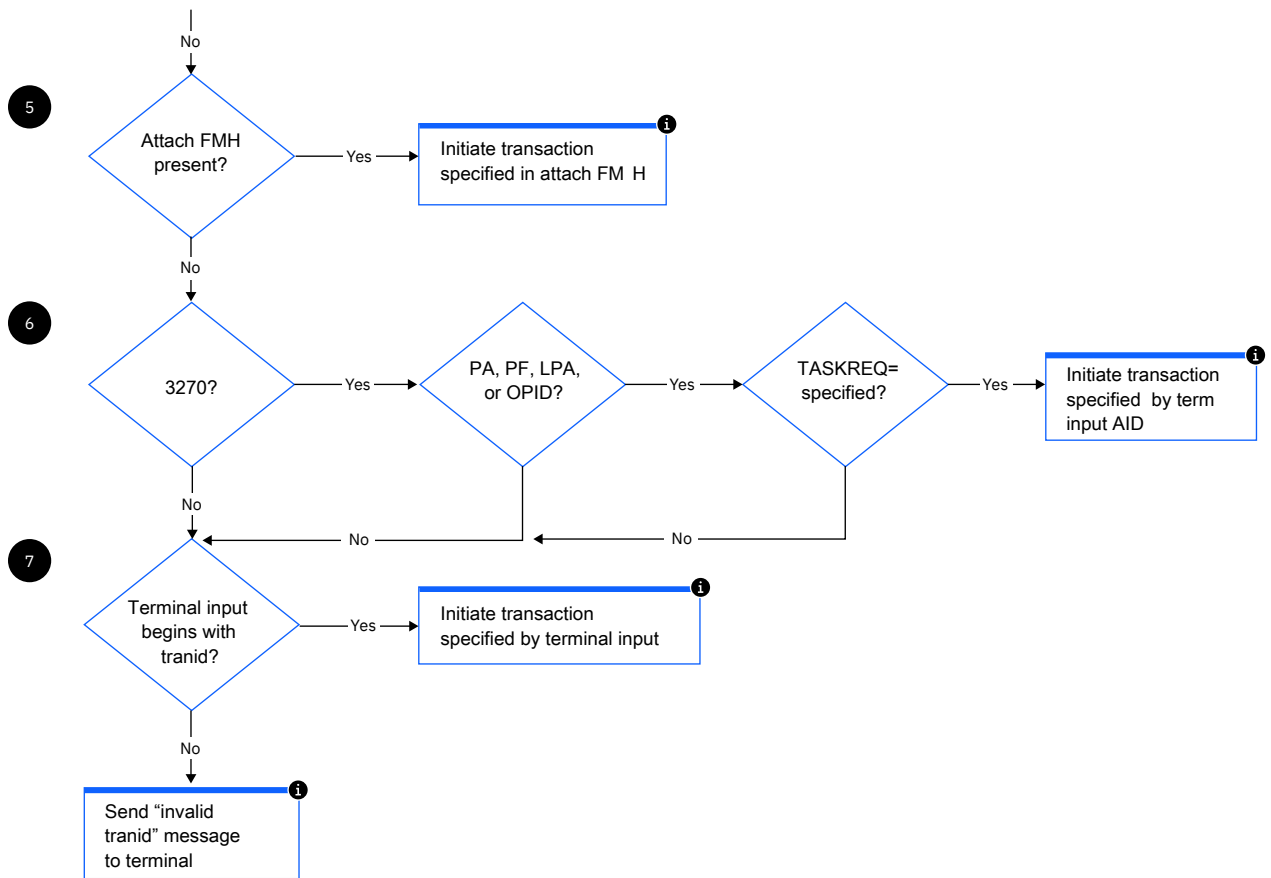 No
5
Attach FMH
present?
Yes
i
Initiate transaction
specified in attach FM H
No
6
3270?
Yes
PA, PF, LPA,
or OPID?
Yes
TASKREQ=
specified?
Yes
i
Initiate transaction
specified by term
input AID
No
No
No
7
Terminal input
begins with
tranid?
Yes
i
Initiate transaction
specified by terminal input
No
i
Send “invalid
tranid” message
to terminal